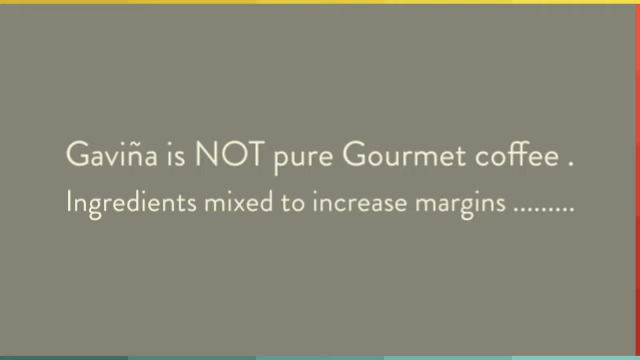 Gaviña is NOT pure Gourmet coffee .
Ingredients mixed to increase margins .........